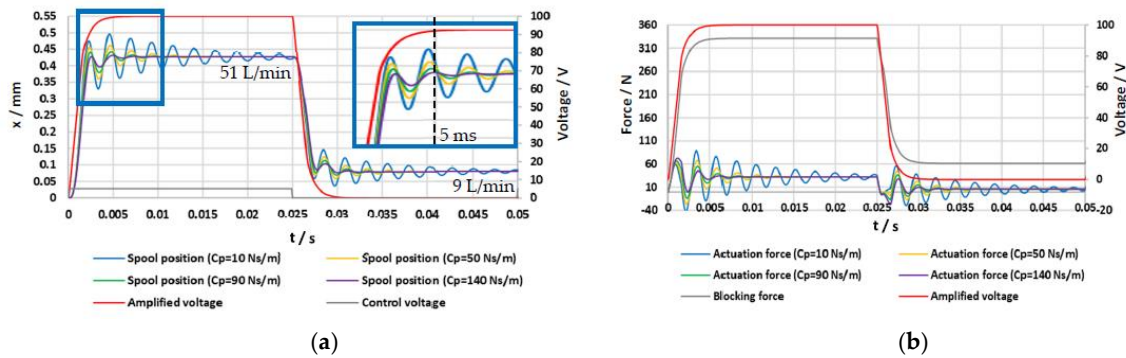 0.55
0.5
0.45
0.4
0.35
0.3
0.25
0.2
0.15
0.1
0.05
0
x / mm
100
90
80
70
60
50
40
30
20
10
0
Voltage / V
51 L/min
5 ms
9 L/min
0 0.005 0.01 0.015 0.02 0.025 0.03 0.035 0.04 0.045 0.05
t / s
Spool position (Cp=10 Ns/m) Spool position (Cp=50 Ns/m)
Spool position (Cp=90 Ns/m) Spool position (Cp=140 Ns/m)
Amplified voltage Control voltage
(a)
360
310
260
210
160
110
60
10
-40
Force / N
100
80
60
40
20
0
-20
Voltage / V
0 0.005 0.01 0.015 0.02 0.025 0.03 0.035 0.04 0.045 0.05
t / s
Actuation force (Cp=10 Ns/m) Actuation force (Cp=50 Ns/m)
Actuation force (Cp=90 Ns/m) Actuation force (Cp=140 Ns/m)
Blocking force Amplified voltage
(b)